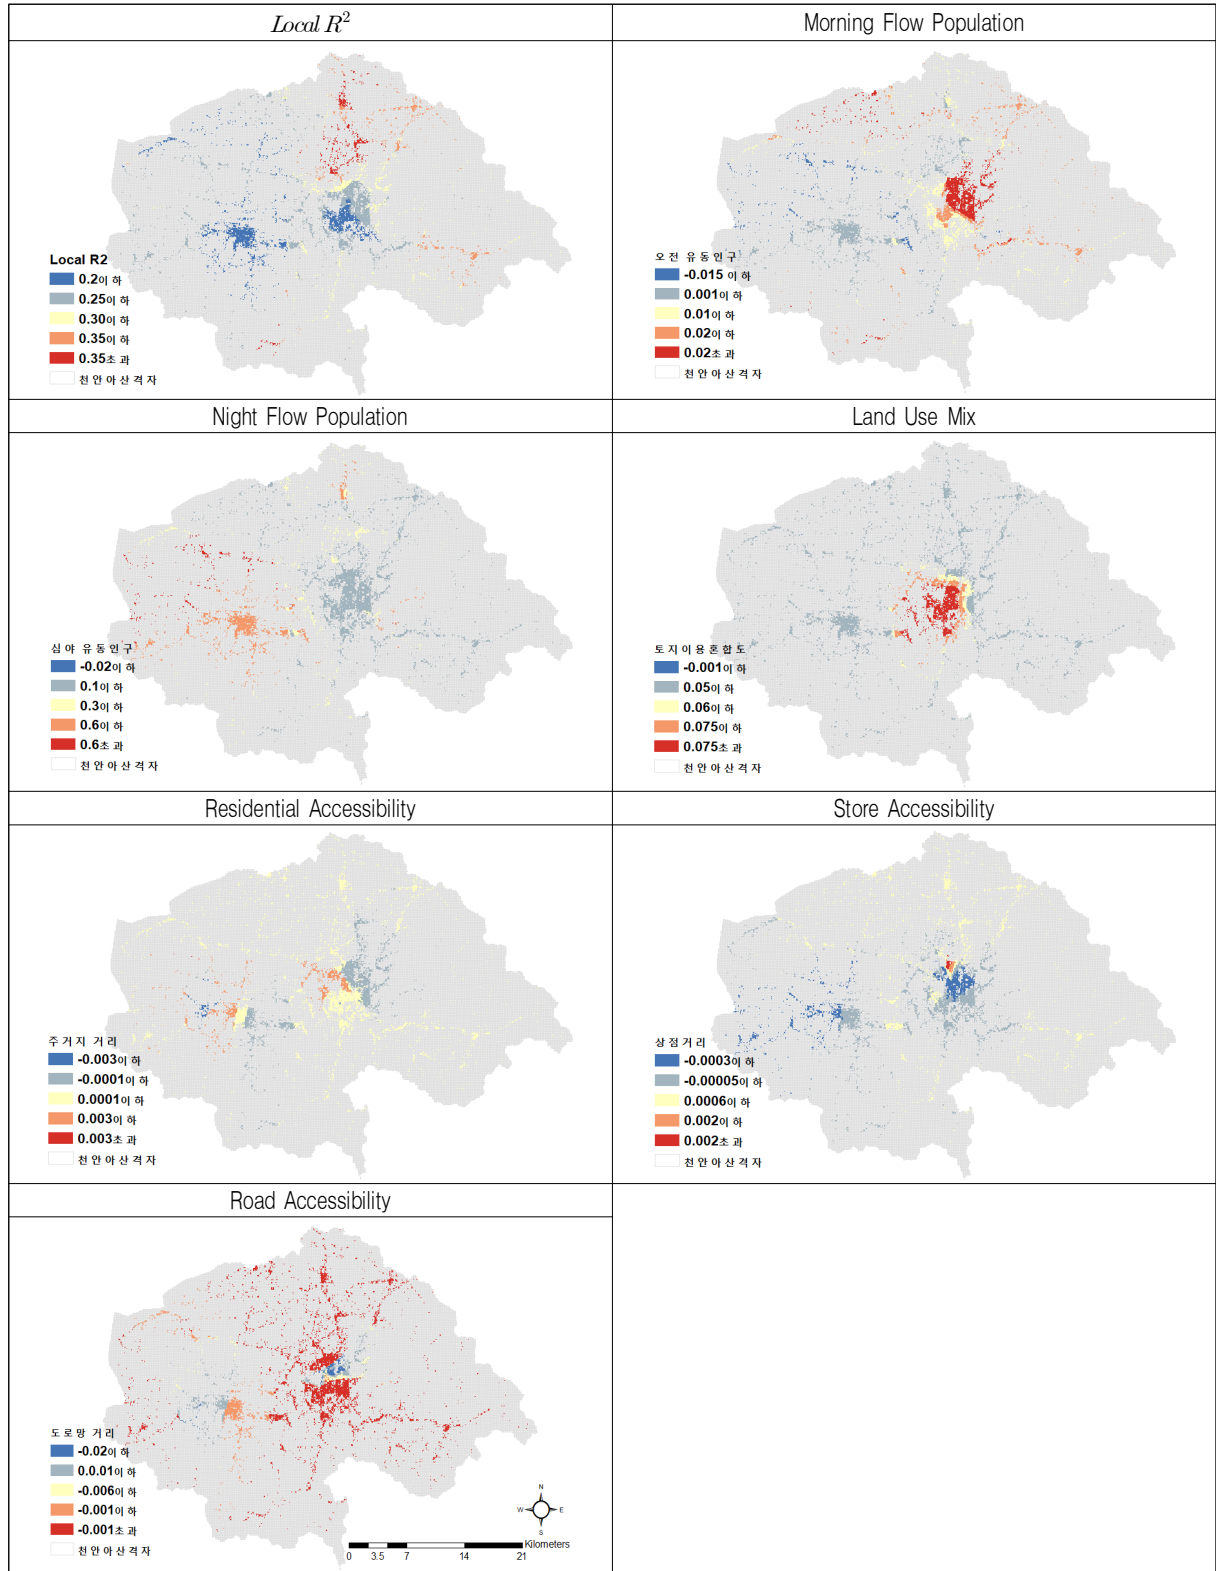 Local R²
Morning Flow Population
Local R2
0.2이하
0.25이하
0.30이하
0.35이하
0.35초과
천안아산격자
오전 유동인구
-0.015 이하
0.001이하
0.01이하
0.02이하
0.02초과
천안아산격자
Night Flow Population
Land Use Mix
심야 유동인구
-0.02이하
0.1이하
0.3이하
0.6이하
0.6초과
천안아산격자
토지이용혼합도
-0.001이하
0.05이하
0.06이하
0.075이하
0.075초과
천안아산격자
Residential Accessibility
Store Accessibility
주거지 거리
-0.003이하
-0.0001이하
0.0001이하
0.003이하
0.003초과
천안아산격자
상점거리
-0.0003이하
-0.00005이하
0.0006이하
0.002이하
0.002초과
천안아산격자
Road Accessibility
도로망 거리
-0.02이하
0.0.01이하
-0.006이하
-0.001이하
-0.001초과
천안아산격자
N
W E
S
Kilometers
0 3.5 7 14 21